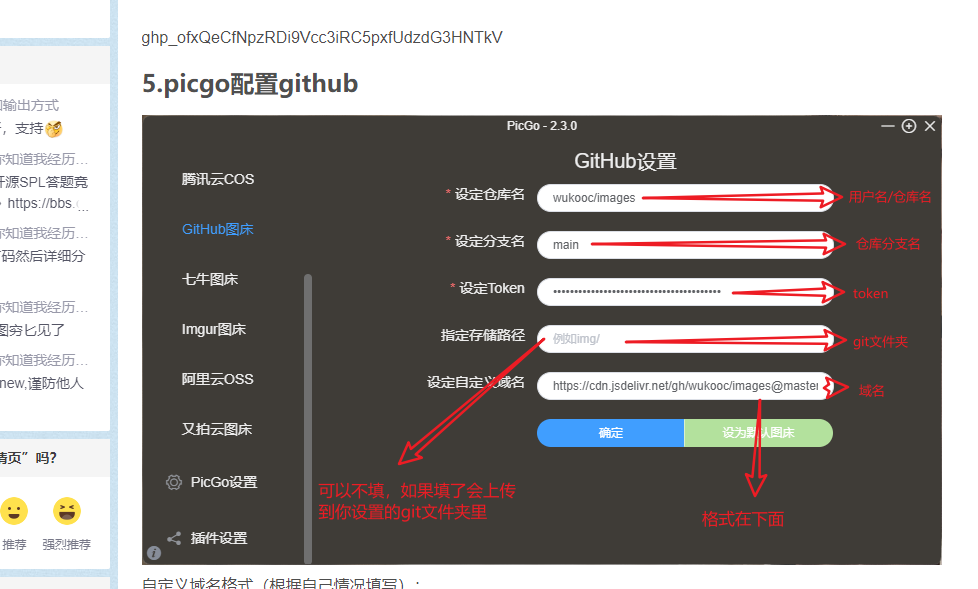 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
5.picgo配置github
输出方式
，支持
你知道我经历...
开源SPL答题竟
https://bbs.c...
你知道我经历...
码然后详细分
你知道我经历...
图穷匕见了
你知道我经历...
new,谨防他人
情页”吗?
推荐 强烈推荐
PicGo - 2.3.0
GitHub设置
腾讯云COS
GitHub图床
七牛图床
Imgur图床
阿里云OSS
又拍云图床
PicGo设置
插件设置
* 设定仓库名 wukooc/images 用户名/仓库名
* 设定分支名 main 仓库分支名
* 设定Token token
指定存储路径 例如img/ git文件夹
设定自定义域名 https://cdn.jsdelivr.net/gh/wukooc/images@master 域名
确定 设为默认图床
可以不填，如果填了会上传
到你设置的git文件夹里
格式在下面
自定义域名格式（根据自己情况填写）：